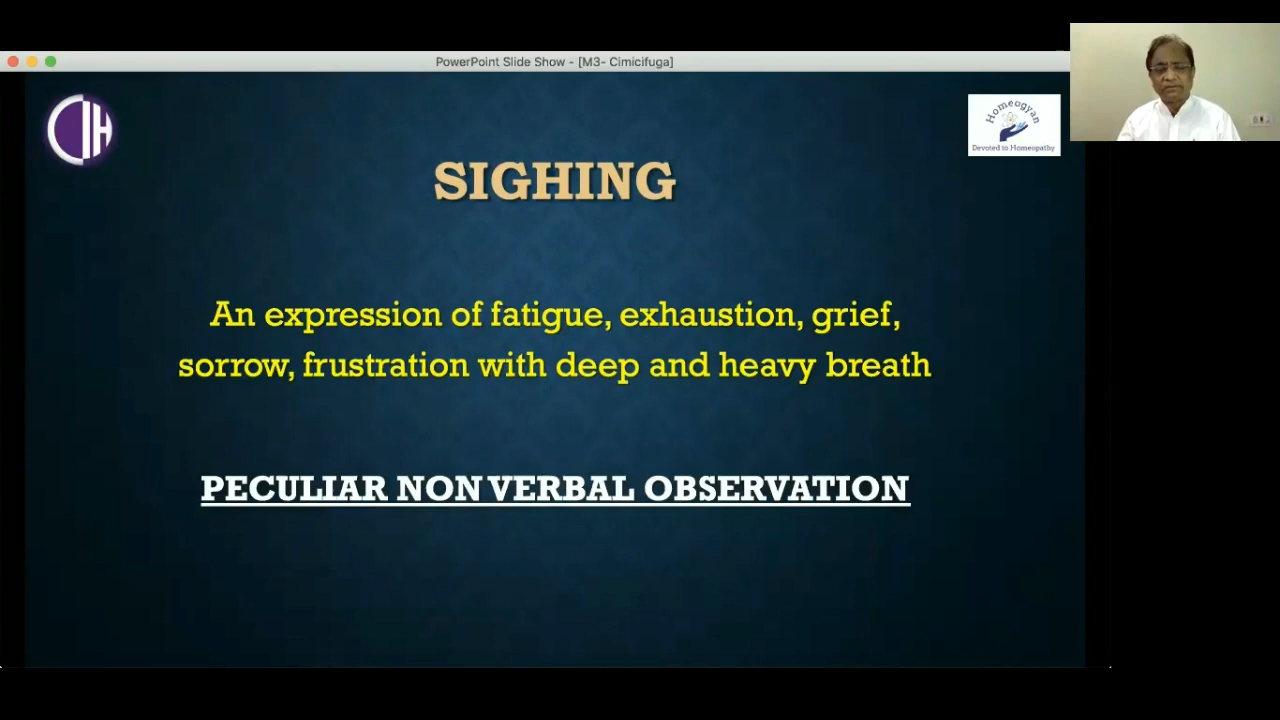 PowerPoint Slide Show - [M3- Cimicifuga]
CIH
Homeogyan
Devoted to Homeopathy
SIGHING
An expression of fatigue, exhaustion, grief,
sorrow, frustration with deep and heavy breath
PECULIAR NON VERBAL OBSERVATION